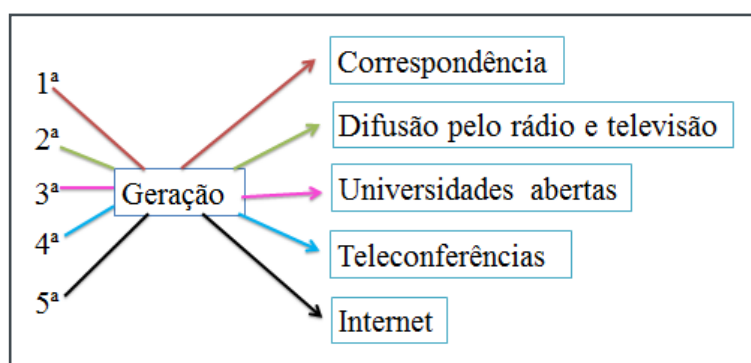 1ª
2ª
3ª
4ª
5ª
Geração
Correspondência
Difusão pelo rádio e televisão
Universidades abertas
Teleconferências
Internet